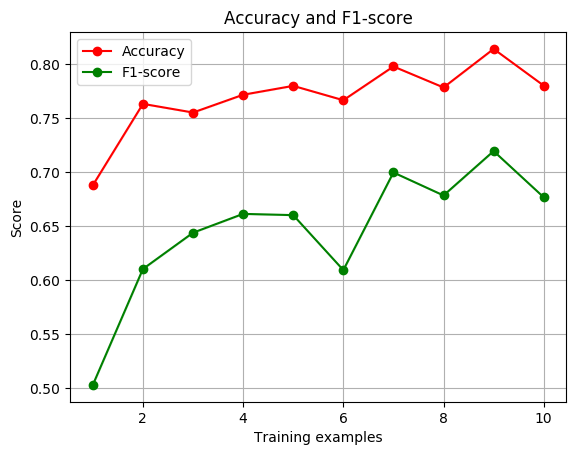 Accuracy and F1-score
Accuracy
F1-score
Score
0.80
0.75
0.70
0.65
0.60
0.55
0.50
2 4 6 8 10
Training examples